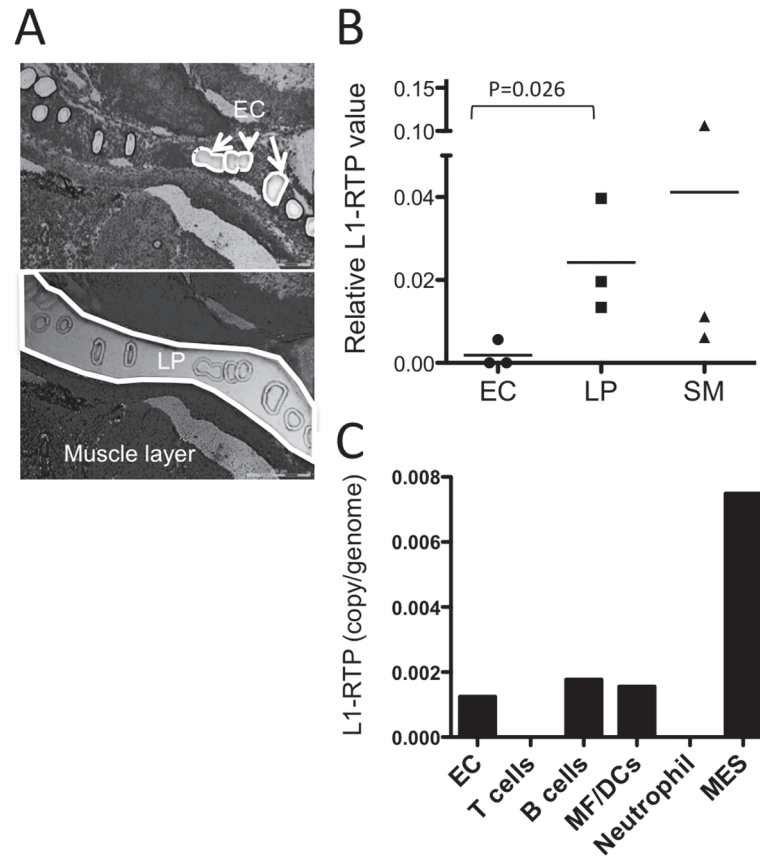 A
EC
LP
Muscle layer
B
Relative L1-RTP value
P=0.026
0.15
0.10
0.04
0.02
0.00
EC LP SM
C
L1-RTP (copy/genome)
0.008
0.006
0.004
0.002
0.000
EC
T cells
B cells
MF/DCs
Neutrophil
MES